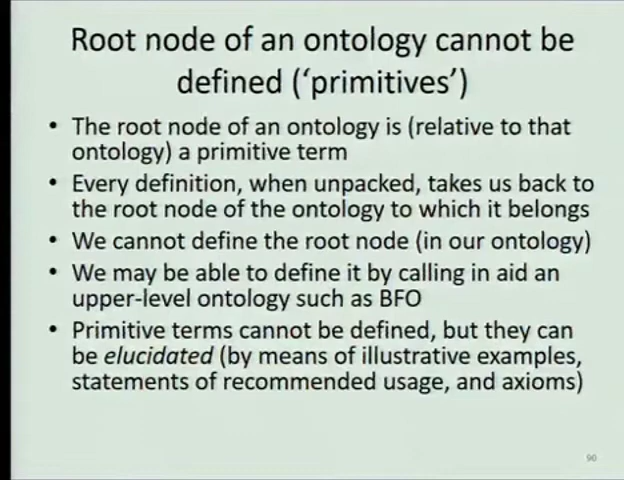 Root node of an ontology cannot be
defined (‘primitives’)
• The root node of an ontology is (relative to that
ontology) a primitive term
• Every definition, when unpacked, takes us back to
the root node of the ontology to which it belongs
• We cannot define the root node (in our ontology)
• We may be able to define it by calling in aid an
upper-level ontology such as BFO
• Primitive terms cannot be defined, but they can
be elucidated (by means of illustrative examples,
statements of recommended usage, and axioms)
90